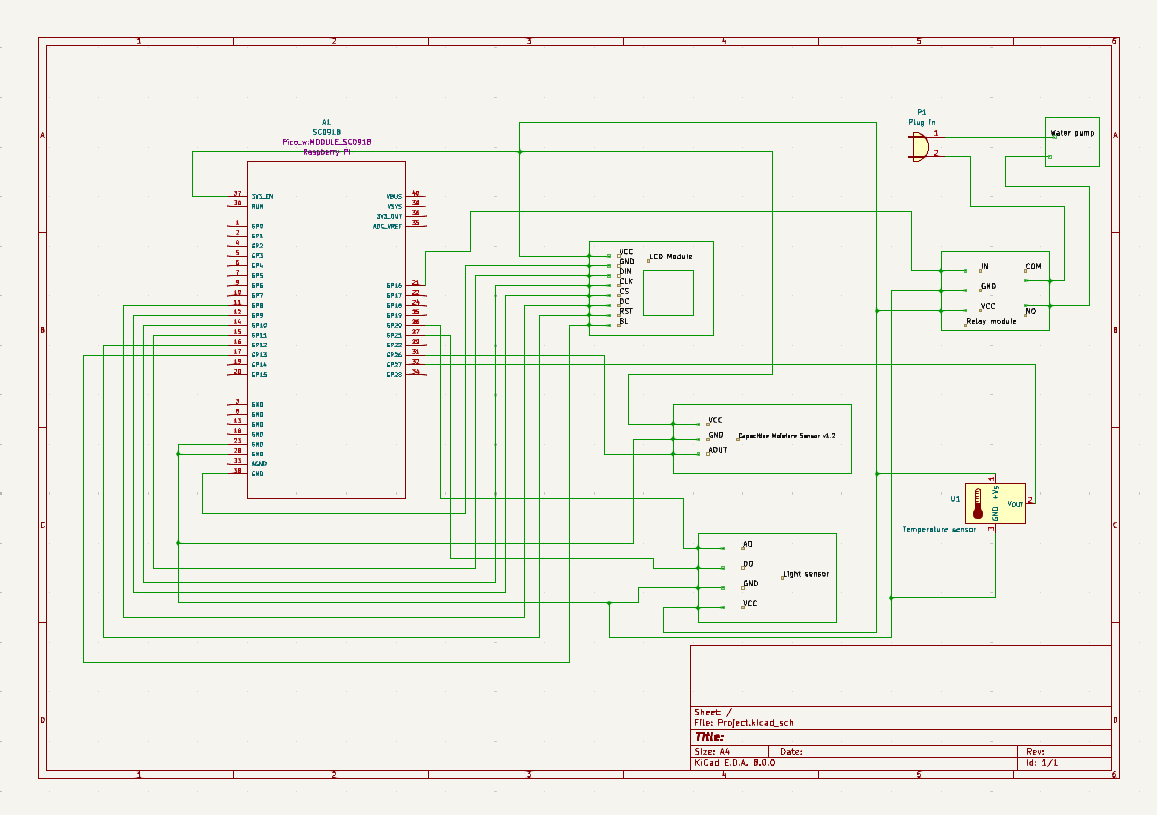 1 2 3 4 5 6
A
A
P1
Plug In
1
2
Water pump
A1
SC0918
Pico_w:MODULE_SC0918
Raspberry Pi
37 3V3_EN
30 RUN
1 GP0
2 GP1
4 GP2
5 GP3
6 GP4
7 GP5
9 GP6
10 GP7
11 GP8
12 GP9
14 GP10
15 GP11
16 GP12
17 GP13
19 GP14
20 GP15
3 GND
8 GND
13 GND
18 GND
23 GND
28 GND
33 AGND
38 GND
VBUS 40
VSYS 39
3V3_OUT 36
ADC_VREF 35
GP16 21
GP17 22
GP18 24
GP19 25
GP20 26
GP21 27
GP22 29
GP26 31
GP27 32
GP28 34
VCC
GND
DIN
CLK
CS
DC
RST
BL
LCD Module
IN
GND
VCC
COM
NO
Relay module
B
B
VCC
GND
AOUT
Capacitive Moisture Sensor v1.2
U1
1
+Vs
VOUT
2
GND
3
Temperature sensor
C
C
AO
DO
GND
VCC
Light sensor
D
D
Sheet: /
File: Project.kicad_sch
Title:
Size: A4 Date: Rev:
KiCad E.D.A. 8.0.0 Id: 1/1
1 2 3 4 5 6